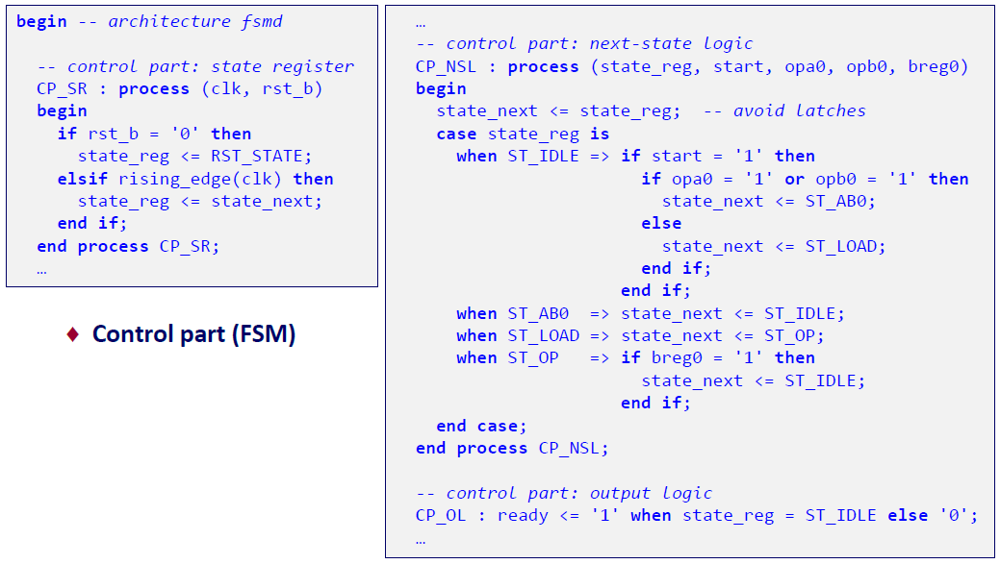 begin -- architecture fsmd
-- control part: state register
CP_SR : process (clk, rst_b)
begin
if rst_b = '0' then
state_reg <= RST_STATE;
elsif rising_edge(clk) then
state_reg <= state_next;
end if;
end process CP_SR;
…
♦ Control part (FSM)
…
-- control part: next-state logic
CP_NSL : process (state_reg, start, opa0, opb0, breg0)
begin
state_next <= state_reg;  -- avoid latches
case state_reg is
when ST_IDLE => if start = '1' then
if opa0 = '1' or opb0 = '1' then
state_next <= ST_AB0;
else
state_next <= ST_LOAD;
end if;
end if;
when ST_AB0  => state_next <= ST_IDLE;
when ST_LOAD => state_next <= ST_OP;
when ST_OP   => if breg0 = '1' then
state_next <= ST_IDLE;
end if;
end case;
end process CP_NSL;
-- control part: output logic
CP_OL : ready <= '1' when state_reg = ST_IDLE else '0';
…